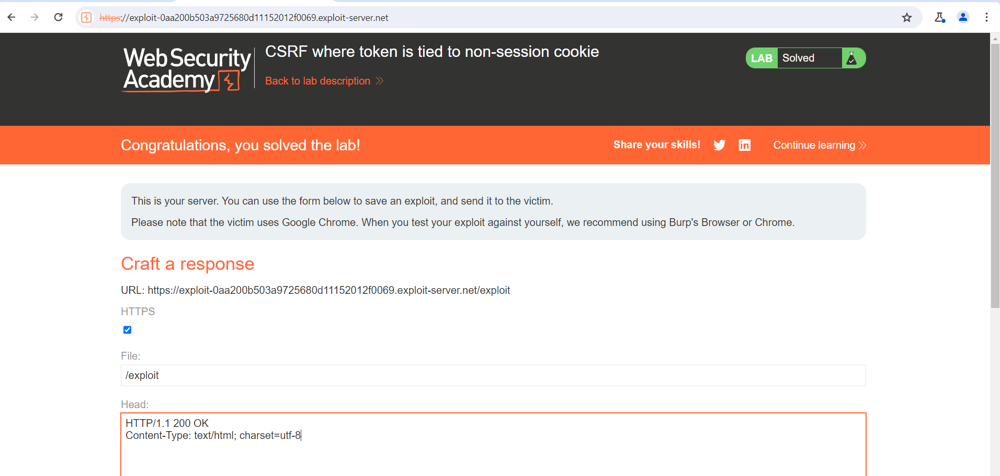 https://exploit-0aa200b503a9725680d11152012f0069.exploit-server.net
Web Security
Academy
CSRF where token is tied to non-session cookie
Back to lab description
LAB Solved
Congratulations, you solved the lab!
Share your skills!
Continue learning
This is your server. You can use the form below to save an exploit, and send it to the victim.
Please note that the victim uses Google Chrome. When you test your exploit against yourself, we recommend using Burp's Browser or Chrome.
Craft a response
URL: https://exploit-0aa200b503a9725680d11152012f0069.exploit-server.net/exploit
HTTPS
File:
/exploit
Head:
HTTP/1.1 200 OK
Content-Type: text/html; charset=utf-8